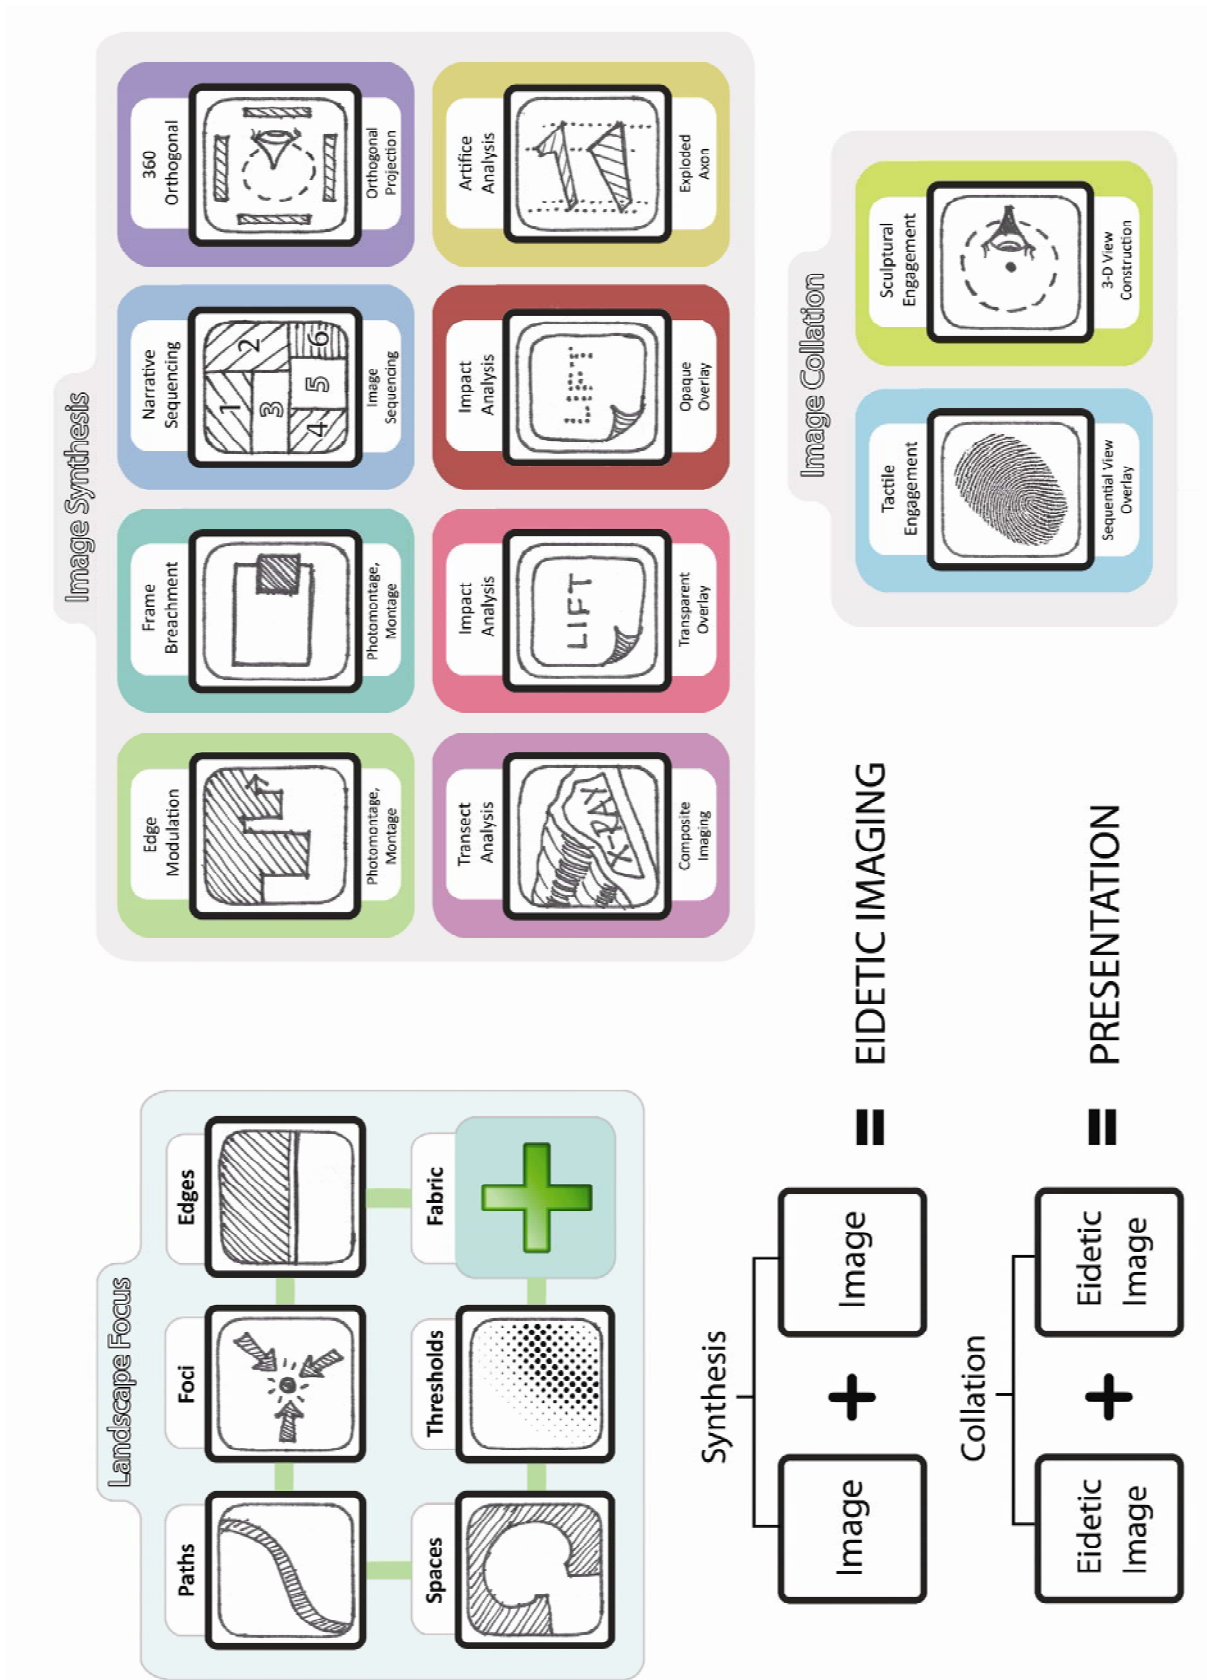 Landscape Focus
Paths
Foci
Edges
Spaces
Thresholds
Fabric
Synthesis
Image
+
Image
=
EIDETIC IMAGING
Collation
Eidetic
Image
+
Eidetic
Image
=
PRESENTATION
Image Synthesis
Edge
Modulation
Photomontage,
Montage
Frame
Breachment
Photomontage,
Montage
Narrative
Sequencing
1
2
3
4
5
6
Image
Sequencing
360
Orthogonal
Orthogonal
Projection
Transect
Analysis
X-RAY
Composite
Imaging
Impact
Analysis
LIFT
Transparent
Overlay
Impact
Analysis
LIFT
Opaque
Overlay
Artifice
Analysis
Exploded
Axon
Image Collation
Tactile
Engagement
Sequential View
Overlay
Sculptural
Engagement
3-D View
Construction